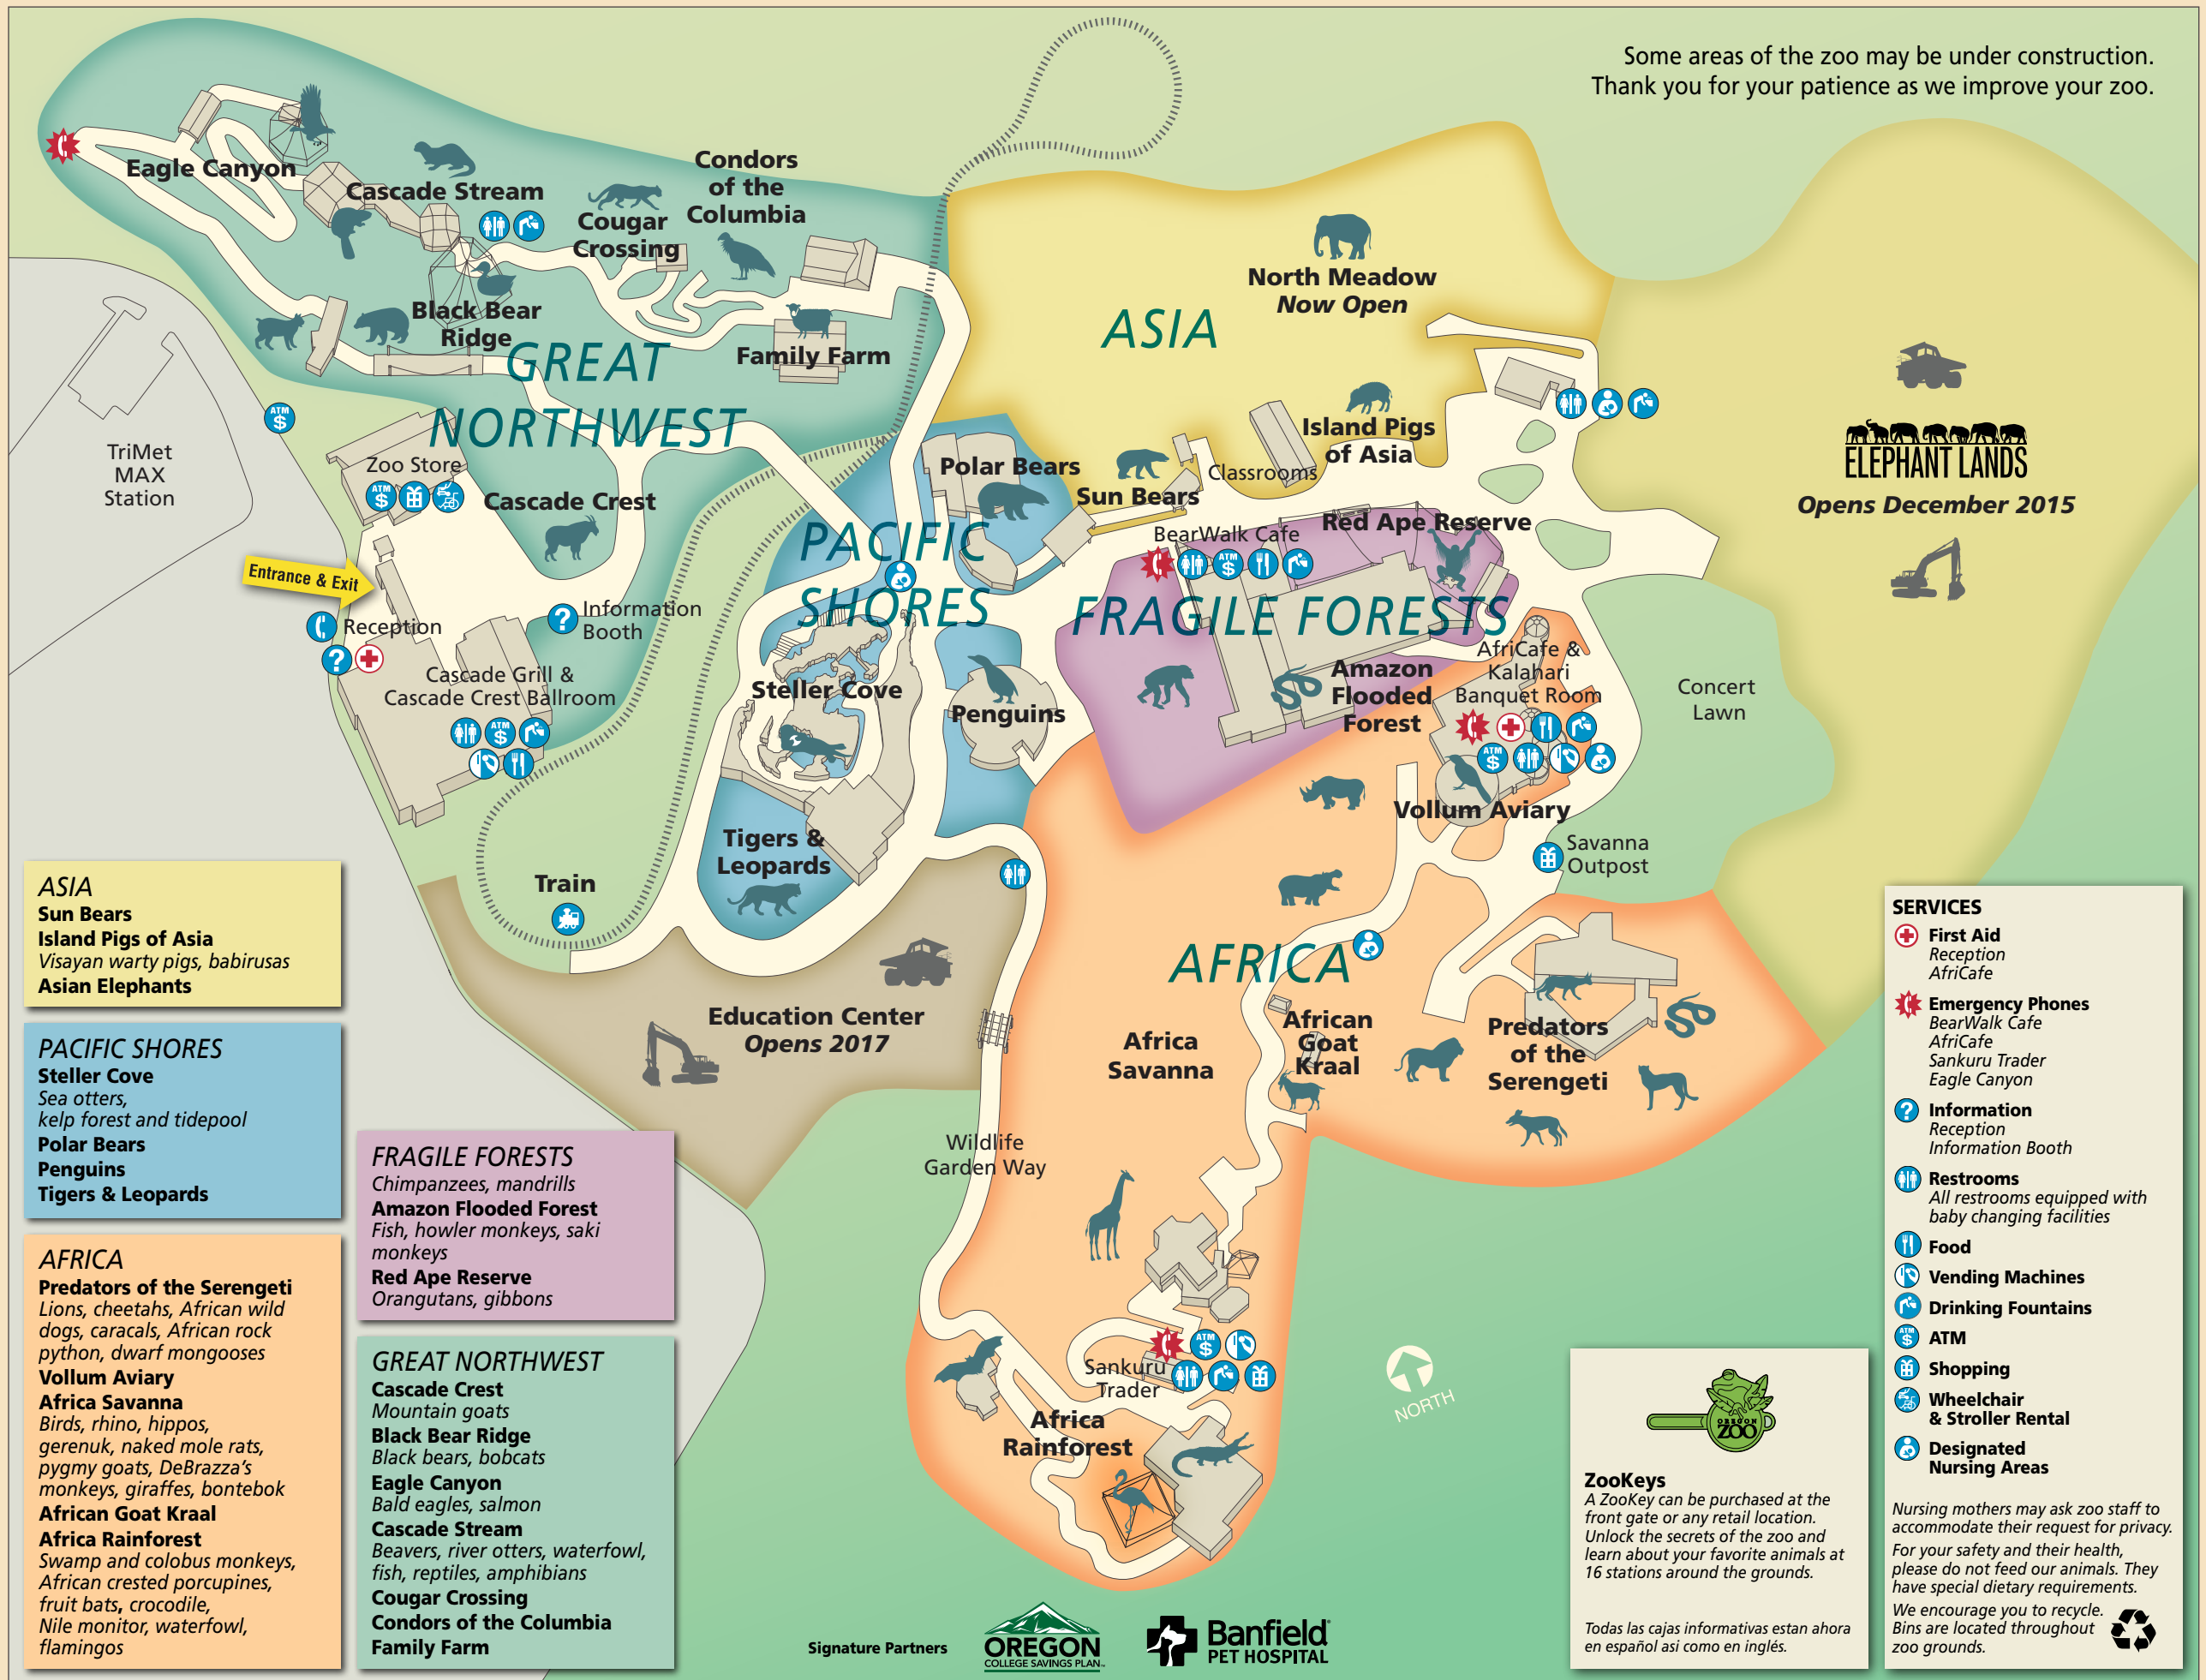 Some areas of the zoo may be under construction.
Thank you for your patience as we improve your zoo.
Eagle Canyon
Cascade Stream
Cougar
Crossing
Condors
of the
Columbia
Black Bear
Ridge
Family Farm
GREAT
NORTHWEST
TriMet
MAX
Station
ATM
$
Zoo Store
ATM
$
Cascade Crest
Entrance & Exit
Reception
?
?
Information
Booth
Cascade Grill &
Cascade Crest Ballroom
ATM
$
Train
ASIA
North Meadow
Now Open
Island Pigs
of Asia
Classrooms
Sun Bears
Polar Bears
PACIFIC
SHORES
Steller Cove
Penguins
Tigers &
Leopards
BearWalk Cafe
ATM
$
Red Ape Reserve
FRAGILE FORESTS
Amazon
Flooded
Forest
AfriCafe &
Kalahari
Banquet Room
ATM
$
Vollum Aviary
Savanna
Outpost
Concert
Lawn
ELEPHANT LANDS
Opens December 2015
Education Center
Opens 2017
AFRICA
Africa
Savanna
African
Goat
Kraal
Predators
of the
Serengeti
Wildlife
Garden Way
ATM
$
Sankuru
Trader
Africa
Rainforest
NORTH
ASIA
Sun Bears
Island Pigs of Asia
Visayan warty pigs, babirusas
Asian Elephants
PACIFIC SHORES
Steller Cove
Sea otters,
kelp forest and tidepool
Polar Bears
Penguins
Tigers & Leopards
AFRICA
Predators of the Serengeti
Lions, cheetahs, African wild
dogs, caracals, African rock
python, dwarf mongooses
Vollum Aviary
Africa Savanna
Birds, rhino, hippos,
gerenuk, naked mole rats,
pygmy goats, DeBrazza's
monkeys, giraffes, bontebok
African Goat Kraal
Africa Rainforest
Swamp and colobus monkeys,
African crested porcupines,
fruit bats, crocodile,
Nile monitor, waterfowl,
flamingos
FRAGILE FORESTS
Chimpanzees, mandrills
Amazon Flooded Forest
Fish, howler monkeys, saki
monkeys
Red Ape Reserve
Orangutans, gibbons
GREAT NORTHWEST
Cascade Crest
Mountain goats
Black Bear Ridge
Black bears, bobcats
Eagle Canyon
Bald eagles, salmon
Cascade Stream
Beavers, river otters, waterfowl,
fish, reptiles, amphibians
Cougar Crossing
Condors of the Columbia
Family Farm
Signature Partners
OREGON
COLLEGE SAVINGS PLAN™
Banfield®
PET HOSPITAL
OREGON
ZOO
ZooKeys
A ZooKey can be purchased at the
front gate or any retail location.
Unlock the secrets of the zoo and
learn about your favorite animals at
16 stations around the grounds.
Todas las cajas informativas estan ahora
en español asi como en inglés.
SERVICES
First Aid
Reception
AfriCafe
Emergency Phones
BearWalk Cafe
AfriCafe
Sankuru Trader
Eagle Canyon
?
Information
Reception
Information Booth
Restrooms
All restrooms equipped with
baby changing facilities
Food
Vending Machines
Drinking Fountains
ATM
$
ATM
Shopping
Wheelchair
& Stroller Rental
Designated
Nursing Areas
Nursing mothers may ask zoo staff to
accommodate their request for privacy.
For your safety and their health,
please do not feed our animals. They
have special dietary requirements.
We encourage you to recycle.
Bins are located throughout
zoo grounds.